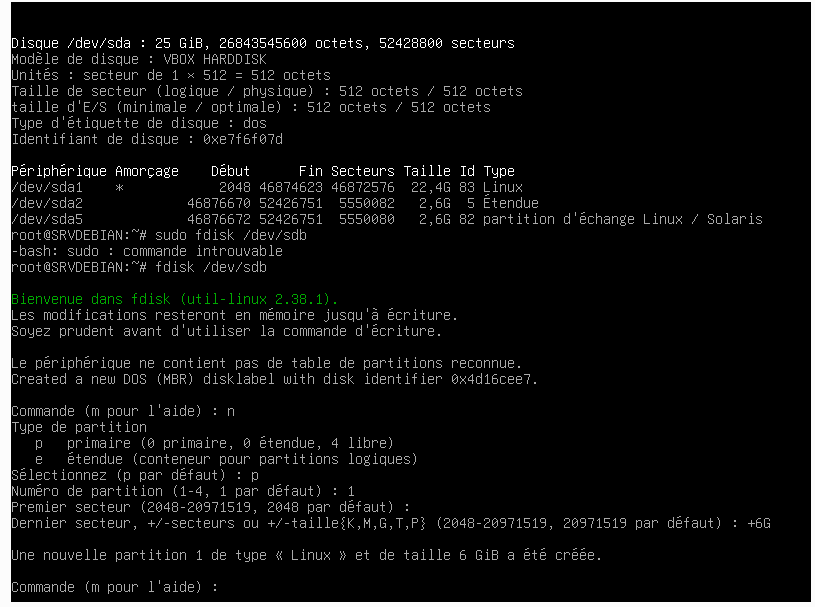 Disque /dev/sda : 25 GiB, 26843545600 octets, 52428800 secteurs
Modèle de disque : VBOX HARDDISK
Unités : secteur de 1 × 512 = 512 octets
Taille de secteur (logique / physique) : 512 octets / 512 octets
taille d'E/S (minimale / optimale) : 512 octets / 512 octets
Type d'étiquette de disque : dos
Identifiant de disque : 0xe7f6f07d
Périphérique Amorçage    Début      Fin Secteurs Taille Id Type
/dev/sda1    *            2048 46874623 46872576  22,4G 83 Linux
/dev/sda2             46876670 52426751  5550082   2,6G  5 Étendue
/dev/sda5             46876672 52426751  5550080   2,6G 82 partition d'échange Linux / Solaris
root@SRVDEBIAN:~# sudo fdisk /dev/sdb
-bash: sudo : commande introuvable
root@SRVDEBIAN:~# fdisk /dev/sdb
Bienvenue dans fdisk (util-linux 2.38.1).
Les modifications resteront en mémoire jusqu'à écriture.
Soyez prudent avant d'utiliser la commande d'écriture.
Le périphérique ne contient pas de table de partitions reconnue.
Created a new DOS (MBR) disklabel with disk identifier 0x4d16cee7.
Commande (m pour l'aide) : n
Type de partition
   p   primaire (0 primaire, 0 étendue, 4 libre)
   e   étendue (conteneur pour partitions logiques)
Sélectionnez (p par défaut) : p
Numéro de partition (1-4, 1 par défaut) : 1
Premier secteur (2048-20971519, 2048 par défaut) :
Dernier secteur, +/-secteurs ou +/-taille{K,M,G,T,P} (2048-20971519, 20971519 par défaut) : +6G
Une nouvelle partition 1 de type « Linux » et de taille 6 GiB a été créée.
Commande (m pour l'aide) :